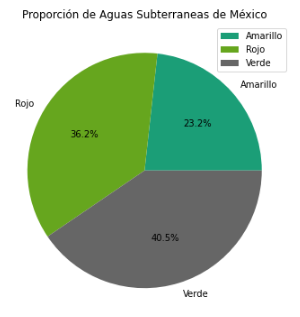 Proporción de Aguas Subterraneas de México
Amarillo
Rojo
Verde
Amarillo
Rojo
36.2%
23.2%
40.5%
Verde